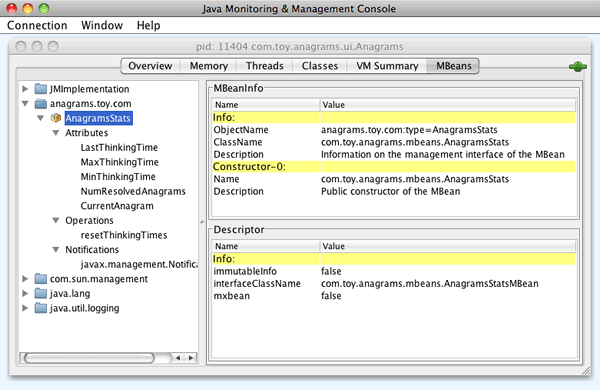 Java Monitoring & Management Console
Connection Window Help
pid: 11404 com.toy.anagrams.ui.Anagrams
Overview Memory Threads Classes VM Summary MBeans
JMImplementation
anagrams.toy.com
AnagramsStats
Attributes
LastThinkingTime
MaxThinkingTime
MinThinkingTime
NumResolvedAnagrams
CurrentAnagram
Operations
resetThinkingTimes
Notifications
javax.management.Notifica
com.sun.management
java.lang
java.util.logging
MBeanInfo
Name Value
Info:
ObjectName anagrams.toy.com:type=AnagramsStats
ClassName com.toy.anagrams.mbeans.AnagramsStats
Description Information on the management interface of the MBean
Constructor-0:
Name com.toy.anagrams.mbeans.AnagramsStats
Description Public constructor of the MBean
Descriptor
Name Value
Info:
immutableInfo false
interfaceClassName com.toy.anagrams.mbeans.AnagramsStatsMBean
mxbean false